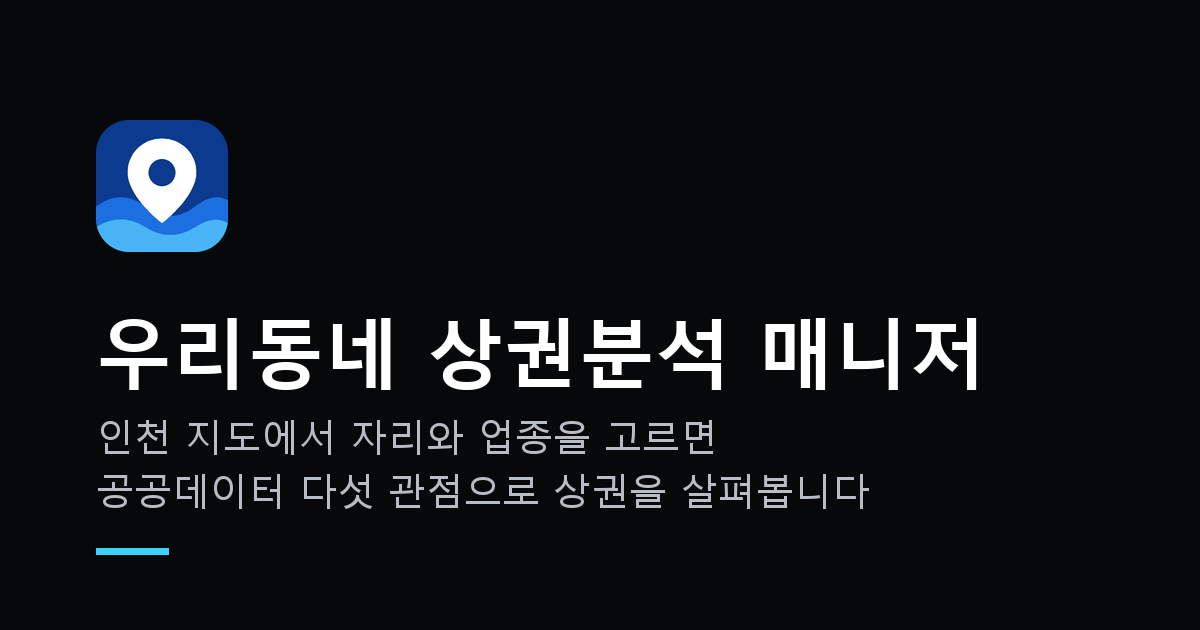 우리동네 상권분석 매니저
인천 지도에서 자리와 업종을 고르면
공공데이터 다섯 관점으로 상권을 살펴봅니다